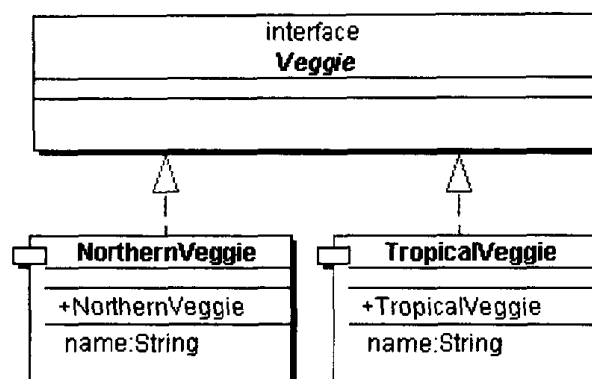 interface
Veggie
NorthernVeggie
+NorthernVeggie
name:String
TropicalVeggie
+TropicalVeggie
name:String